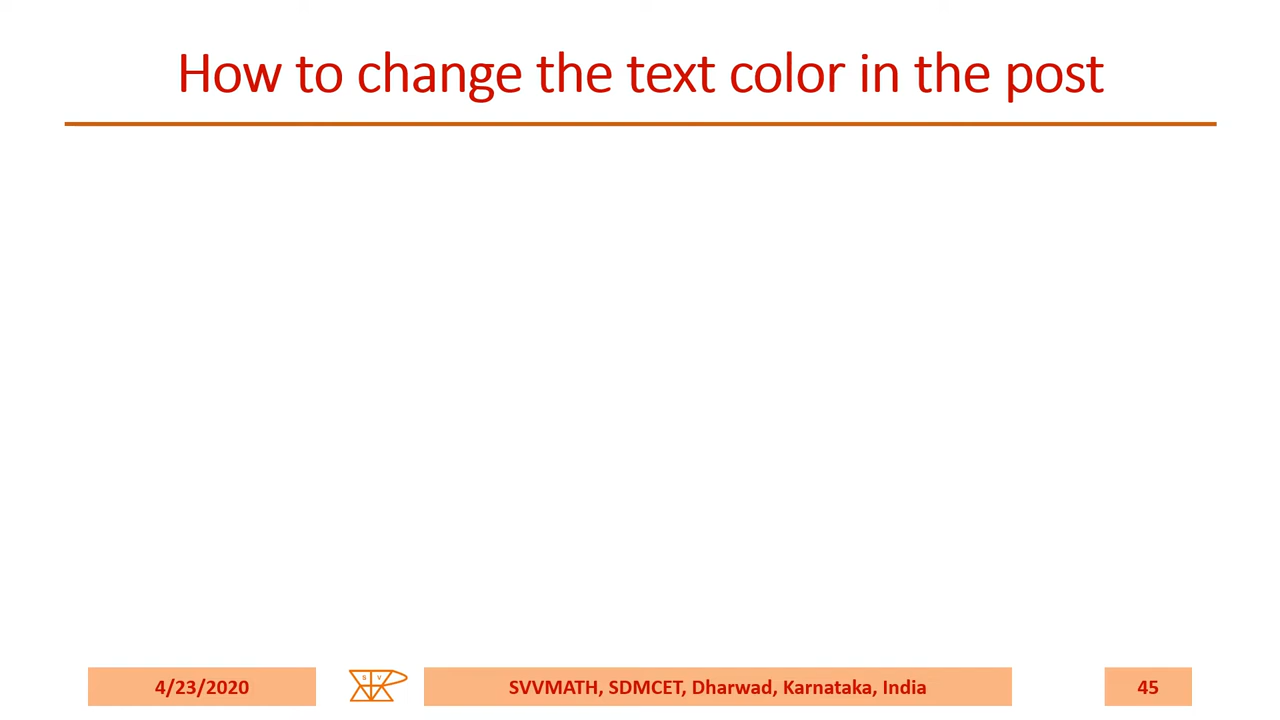 How to change the text color in the post
4/23/2020
S V
SVVMATH, SDMCET, Dharwad, Karnataka, India
45